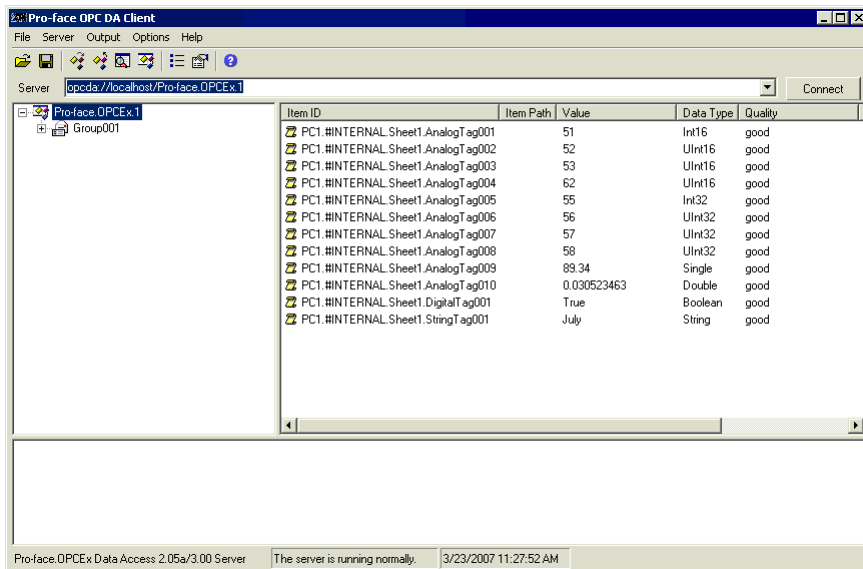 Pro-face OPC DA Client
File Server Output Options Help
Server opcda://localhost/Pro-face.OPCEx.1 Connect
Pro-face.OPCEx.1
Group001
Item ID Item Path Value Data Type Quality
PC1.#INTERNAL.Sheet1.AnalogTag001 51 Int16 good
PC1.#INTERNAL.Sheet1.AnalogTag002 52 UInt16 good
PC1.#INTERNAL.Sheet1.AnalogTag003 53 UInt16 good
PC1.#INTERNAL.Sheet1.AnalogTag004 62 UInt16 good
PC1.#INTERNAL.Sheet1.AnalogTag005 55 Int32 good
PC1.#INTERNAL.Sheet1.AnalogTag006 56 UInt32 good
PC1.#INTERNAL.Sheet1.AnalogTag007 57 UInt32 good
PC1.#INTERNAL.Sheet1.AnalogTag008 58 UInt32 good
PC1.#INTERNAL.Sheet1.AnalogTag009 89.34 Single good
PC1.#INTERNAL.Sheet1.AnalogTag010 0.030523463 Double good
PC1.#INTERNAL.Sheet1.DigitalTag001 True Boolean good
PC1.#INTERNAL.Sheet1.StringTag001 July String good
Pro-face.OPCEx Data Access 2.05a/3.00 Server The server is running normally. 3/23/2007 11:27:52 AM